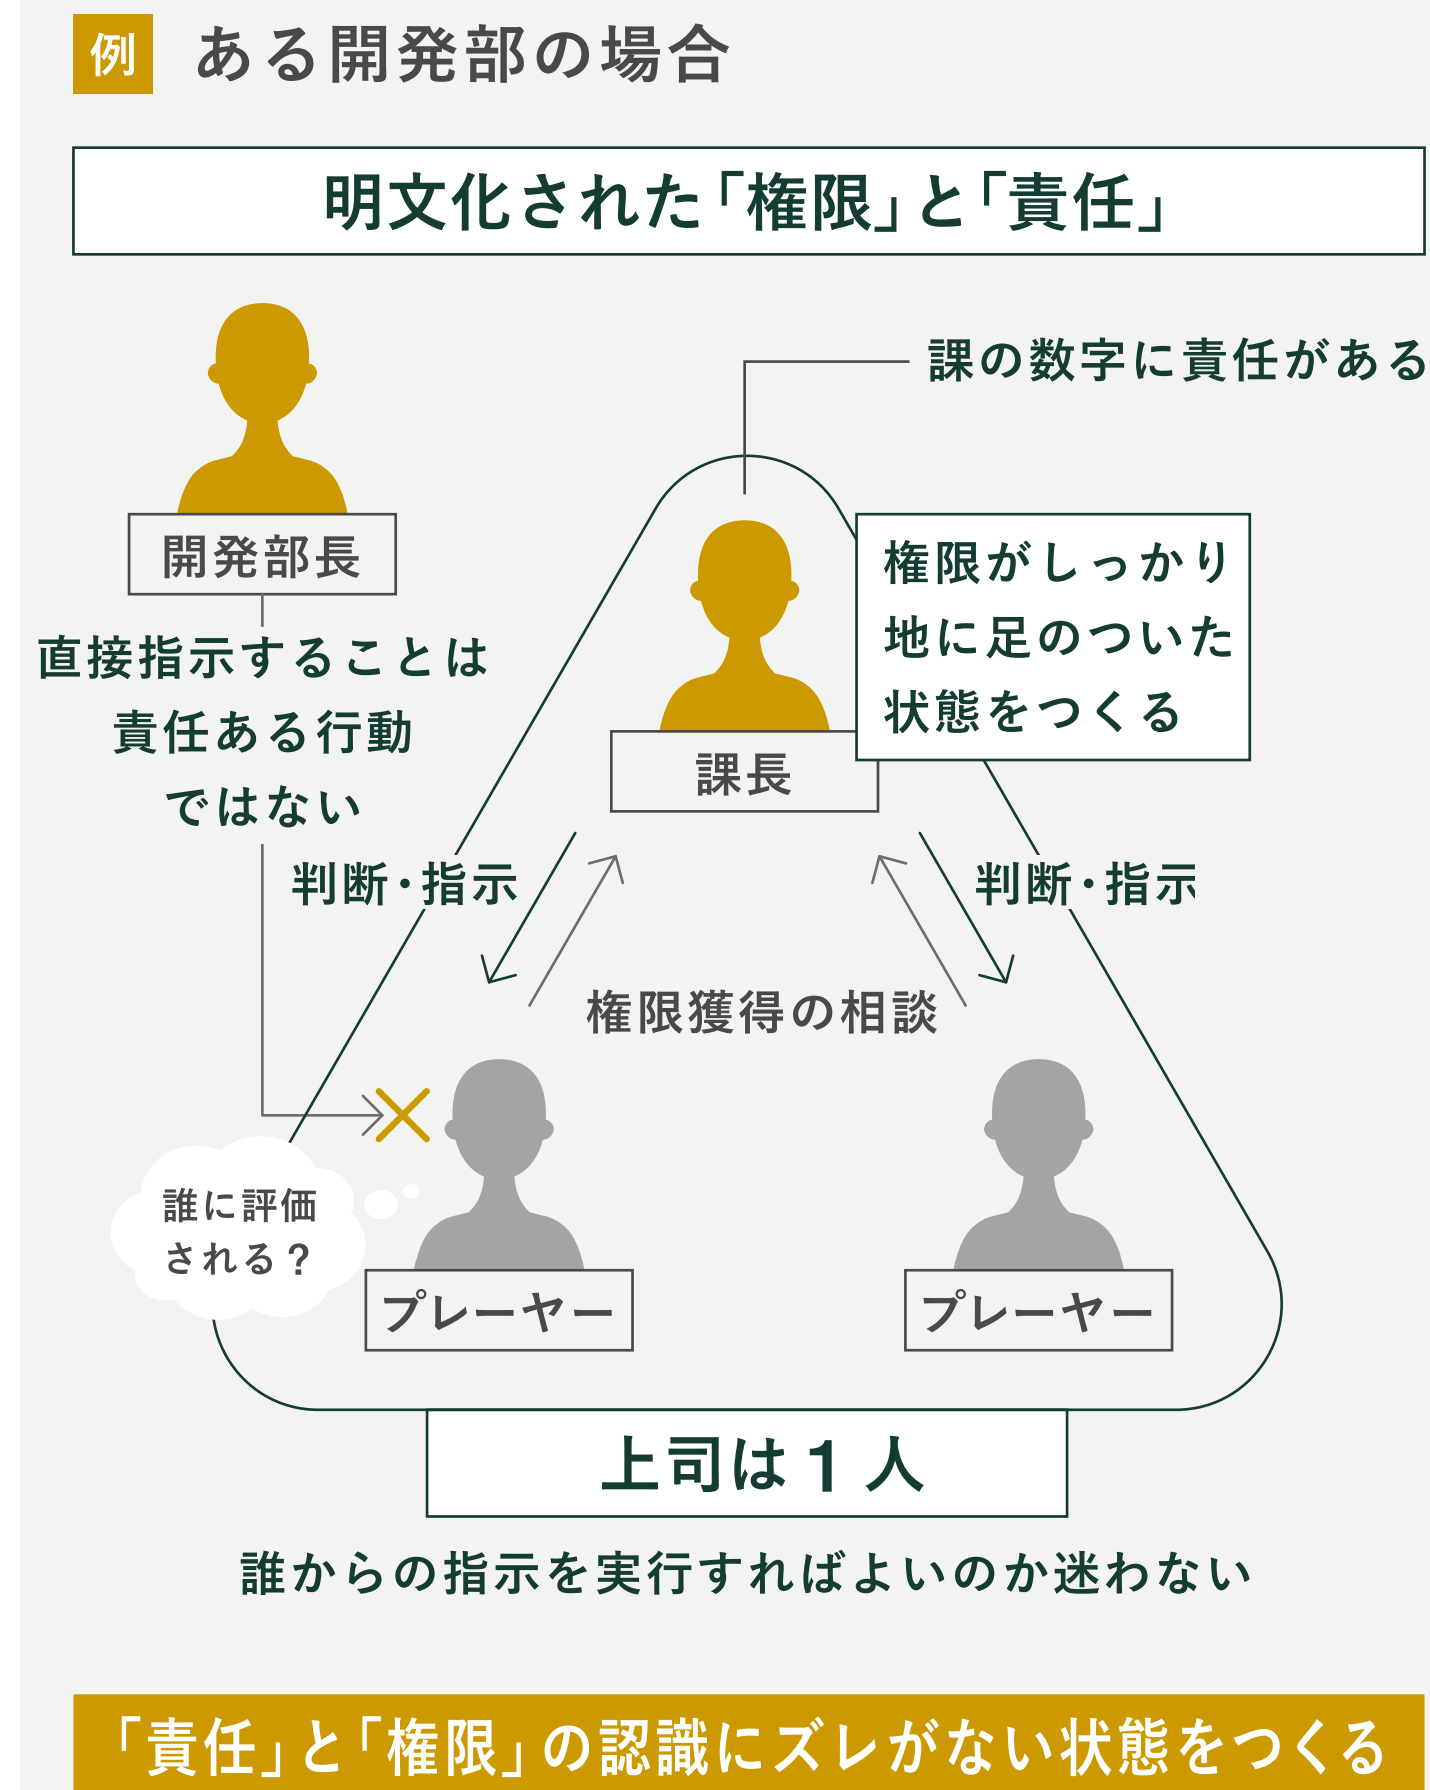 例 ある開発部の場合
明文化された「権限」と「責任」
課の数字に責任がある
開発部長
直接指示することは
責任ある行動
ではない
権限がしっかり
地に足のついた
状態をつくる
課長
判断・指示
判断・指示
権限獲得の相談
誰に評価
される？
プレーヤー
プレーヤー
上司は１人
誰からの指示を実行すればよいのか迷わない
「責任」と「権限」の認識にズレがない状態をつくる